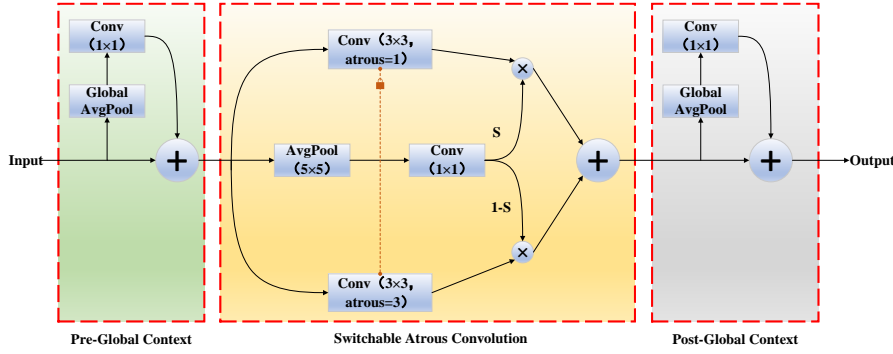 Conv
(1×1)
Global
AvgPool
Input
+
Conv（3×3，
atrous=1）
AvgPool
（5×5）
Conv
（1×1）
S
1-S
×
×
+
Conv（3×3，
atrous=3）
Conv
(1×1)
Global
AvgPool
+
Output
Pre-Global Context
Switchable Atrous Convolution
Post-Global Context